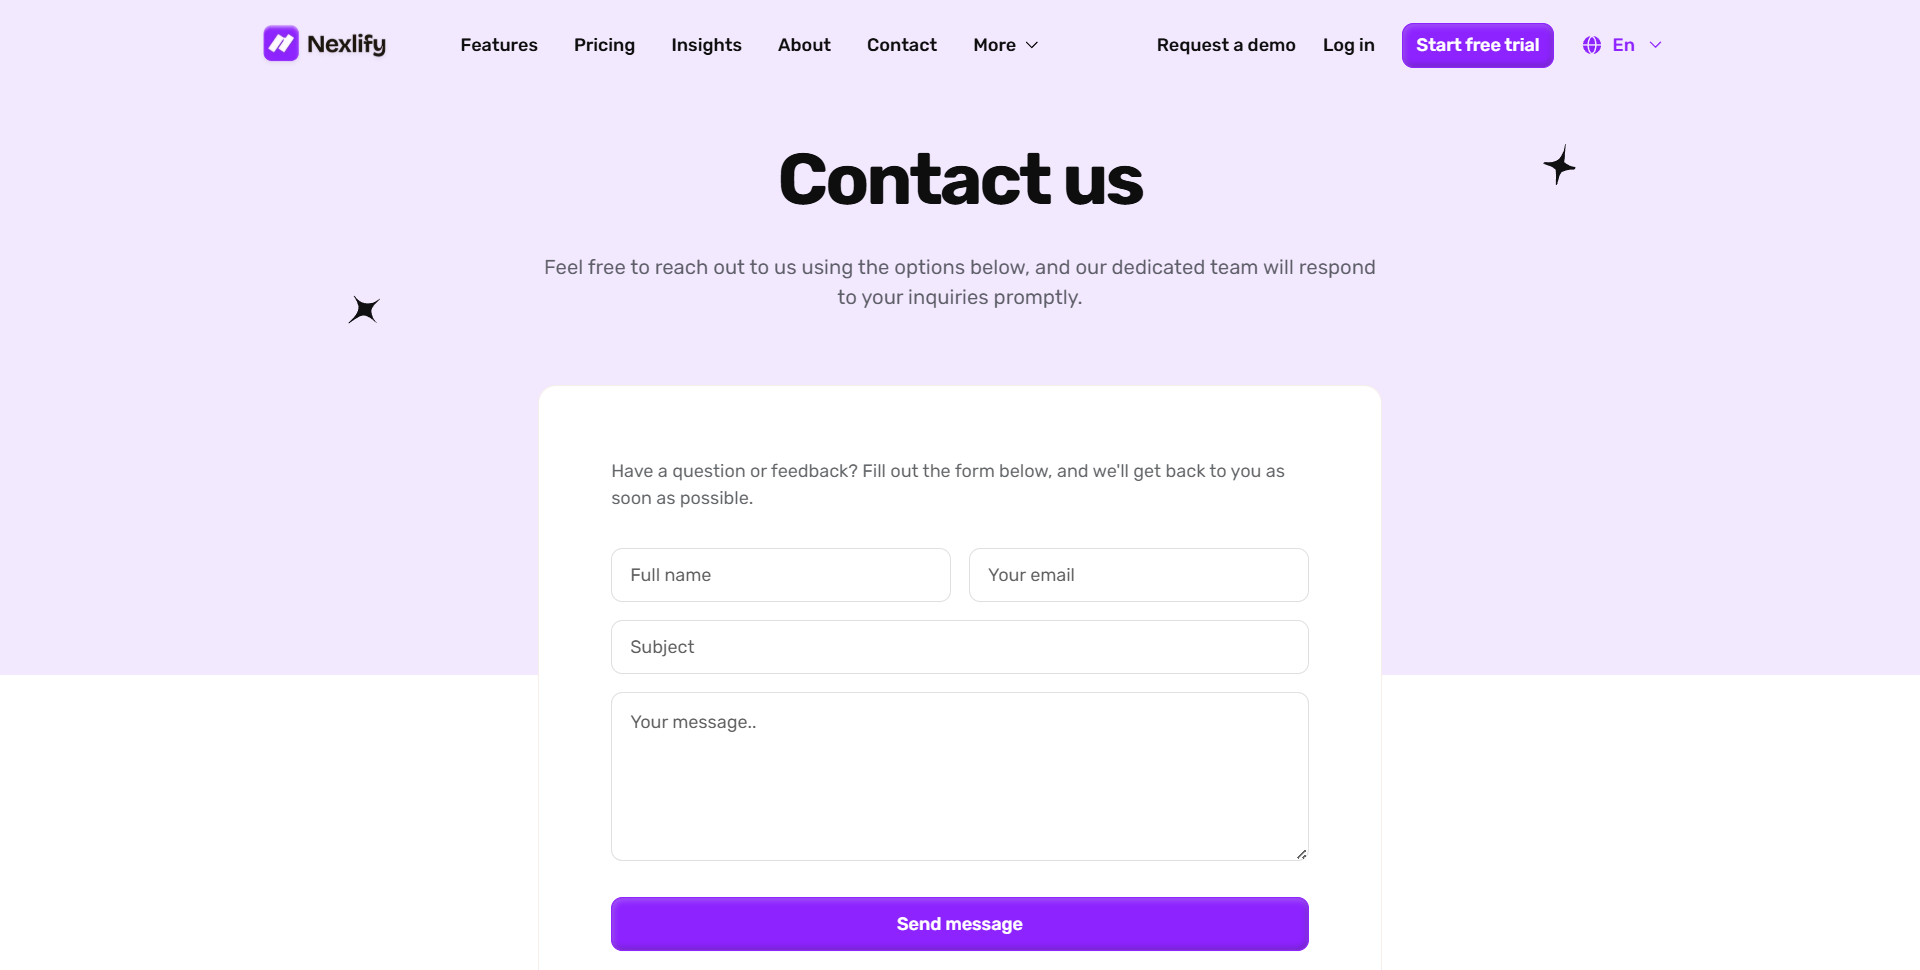 Nexlify Features Pricing Insights About Contact More Request a demo Log in Start free trial En
Contact us
Feel free to reach out to us using the options below, and our dedicated team will respond
to your inquiries promptly.
Have a question or feedback? Fill out the form below, and we'll get back to you as
soon as possible.
Full name Your email
Subject
Your message..
Send message